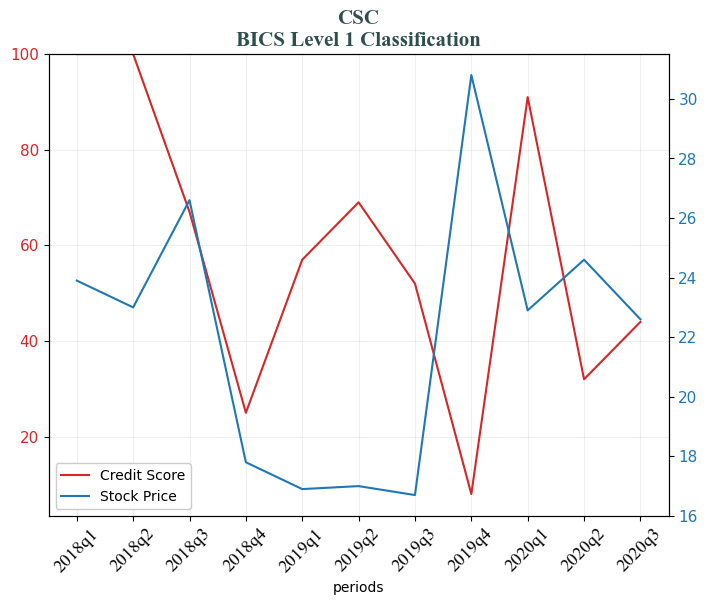 CSC
BICS Level 1 Classification
100
80
60
40
20
30
28
26
24
22
20
18
16
Credit Score
Stock Price
2018q1
2018q2
2018q3
2018q4
2019q1
2019q2
2019q3
2019q4
2020q1
2020q2
2020q3
periods